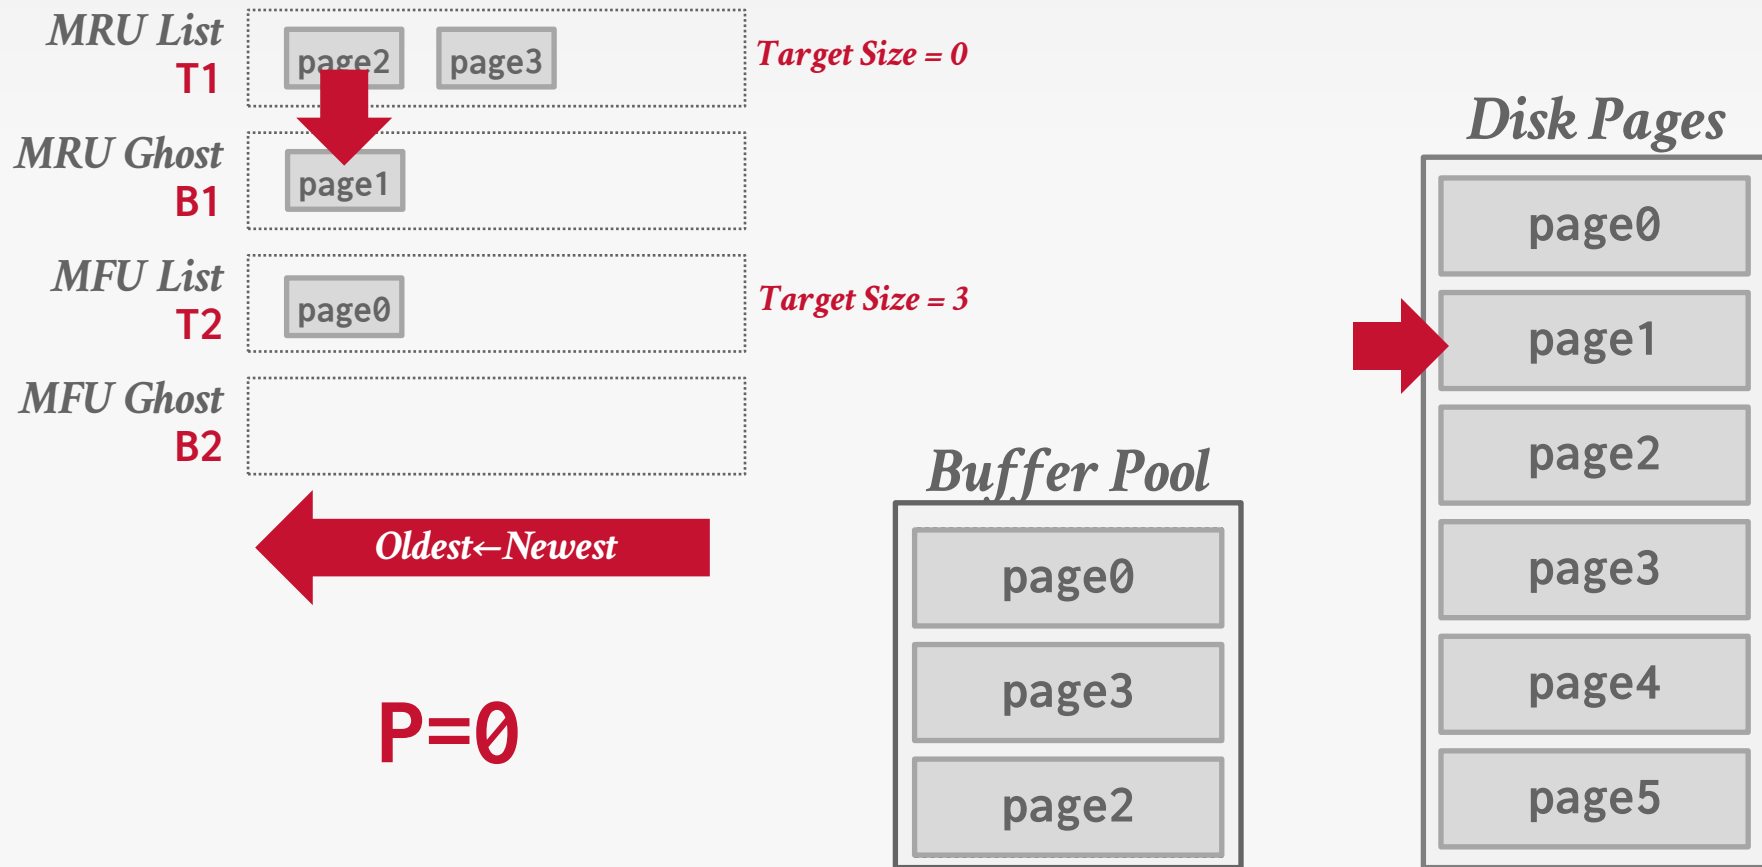 MRU List
T1
page2
page3
Target Size = 0
MRU Ghost
B1
page1
MFU List
T2
page0
Target Size = 3
MFU Ghost
B2
Oldest←Newest
P=0
Buffer Pool
page0
page3
page2
Disk Pages
page0
page1
page2
page3
page4
page5